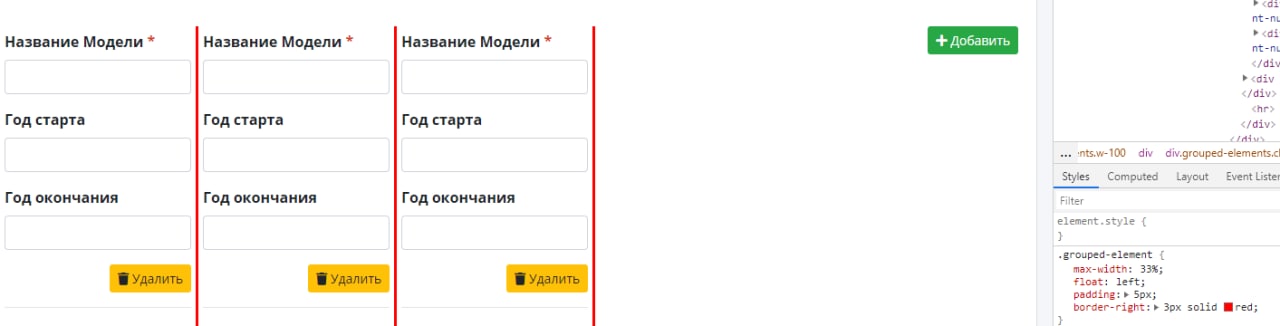 Название Модели * Название Модели * Название Модели *
Добавить
Год старта Год старта Год старта
Год окончания Год окончания Год окончания
Удалить Удалить Удалить
<di
nt-nu
<di
nt-nu
</div
<div
</div>
<hr>
</div>
</div>
... nts.w-100 div div.grouped-elements.cl
Styles Computed Layout Event Listen
Filter
element.style {
}
.grouped-element {
max-width: 33%;
float: left;
padding: 5px;
border-right: 3px solid red;
}